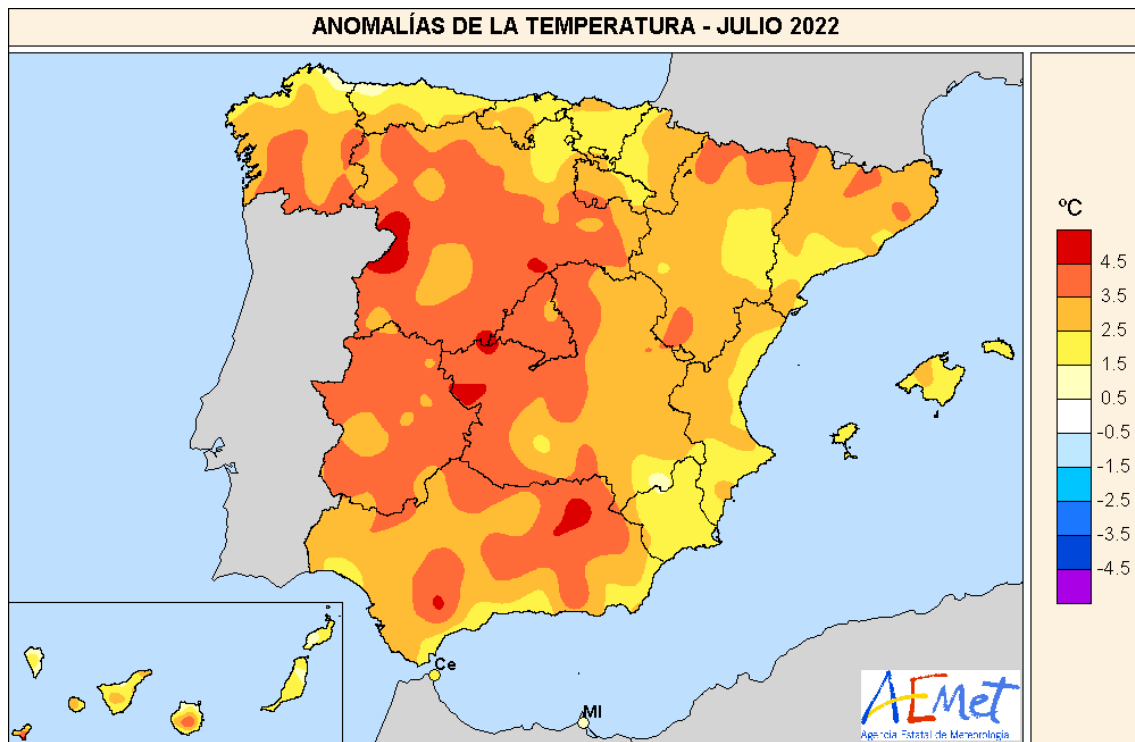 ANOMALÍAS DE LA TEMPERATURA - JULIO 2022
ºC
4.5
3.5
2.5
1.5
0.5
-0.5
-1.5
-2.5
-3.5
-4.5
Ce
Ml
AEMet
Agencia Estatal de Meteorología